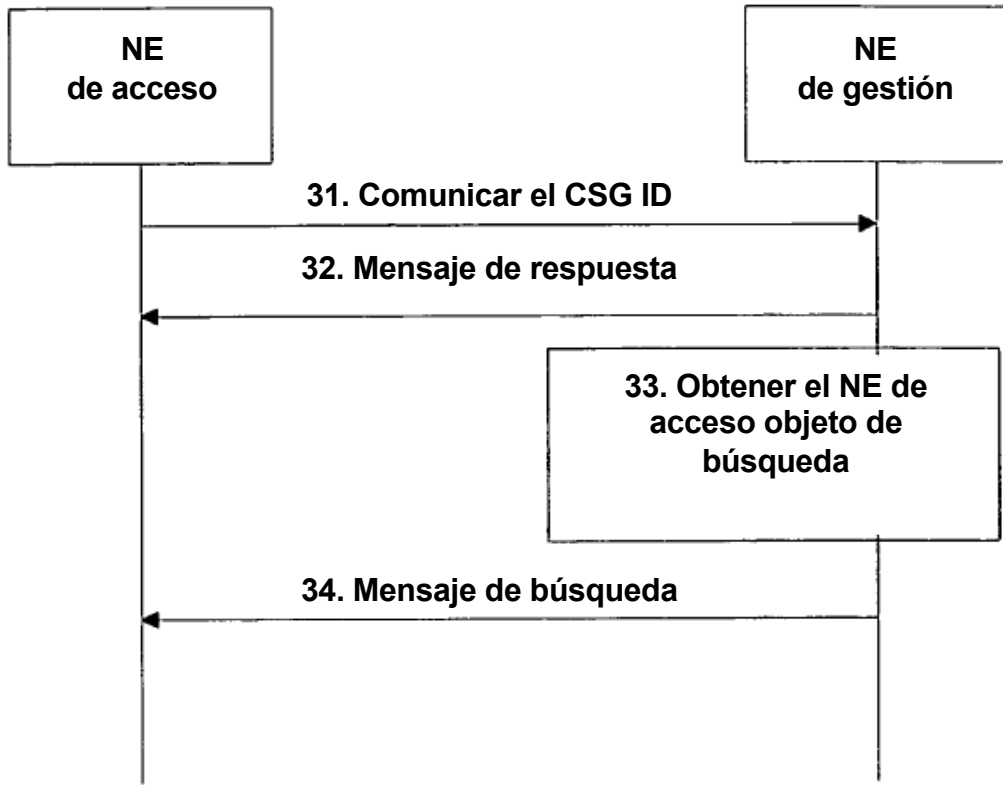 NE
de acceso
NE
de gestión
31. Comunicar el CSG ID
32. Mensaje de respuesta
33. Obtener el NE de
acceso objeto de
búsqueda
34. Mensaje de búsqueda